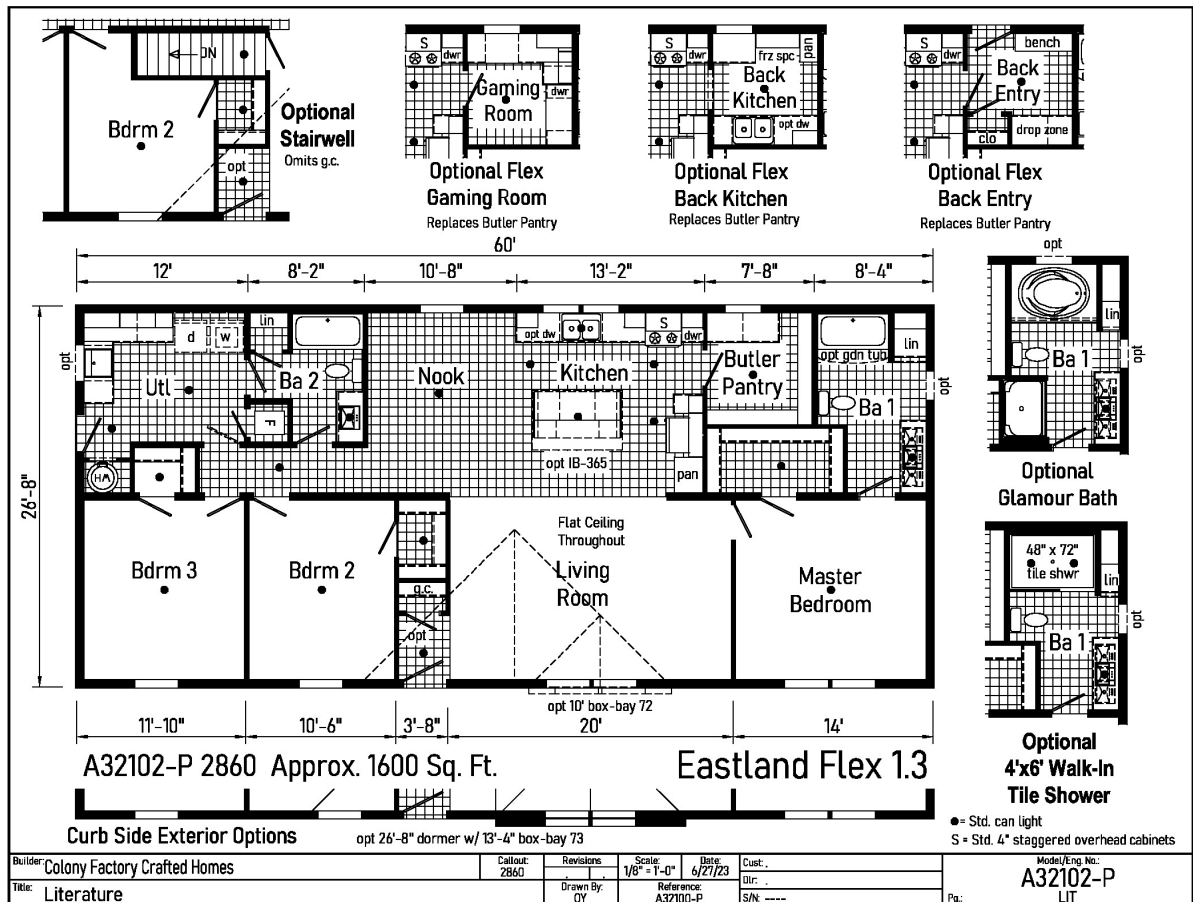 DN
Bdrm 2
opt
Optional
Stairwell
Omits g.c.
S
dwr
Gaming
Room
dwr
Optional Flex
Gaming Room
Replaces Butler Pantry
S
dwr
frz spc
pan
Back
Kitchen
opt dw
Optional Flex
Back Kitchen
Replaces Butler Pantry
S
dwr
bench
Back
Entry
clo
drop zone
Optional Flex
Back Entry
Replaces Butler Pantry
60'
12'
8'-2"
10'-8"
13'-2"
7'-8"
8'-4"
26'-8"
opt
d
w
lin
Utl
Ba 2
F
HW
Nook
opt dw
S
dwr
Kitchen
opt IB-365
pan
Butler
Pantry
opt gdn tub
lin
Ba 1
opt
Bdrm 3
Bdrm 2
g.c.
opt
Flat Ceiling
Throughout
Living
Room
Master
Bedroom
opt 10' box-bay 72
opt
lin
Ba 1
opt
Optional
Glamour Bath
48" x 72"
tile shwr
lin
Ba 1
opt
Optional
4'x6' Walk-in
Tile Shower
11'-10"
10'-6"
3'-8"
20'
14'
A32102-P 2860 Approx. 1600 Sq. Ft.
Eastland Flex 1.3
Curb Side Exterior Options
opt 26'-8" dormer w/ 13'-4" box-bay 73
= Std. can light
S = Std. 4" staggered overhead cabinets
Builder: Colony Factory Crafted Homes
Callout:
2860
Revisions
Scale:
1/8" = 1'-0"
Date:
6/27/23
Cust: .
Dlr: .
S/N: ----
Model/Eng. No.:
A32102-P
Title: Literature
Drawn By:
OY
Reference:
A32100-P
Pg.: LIT